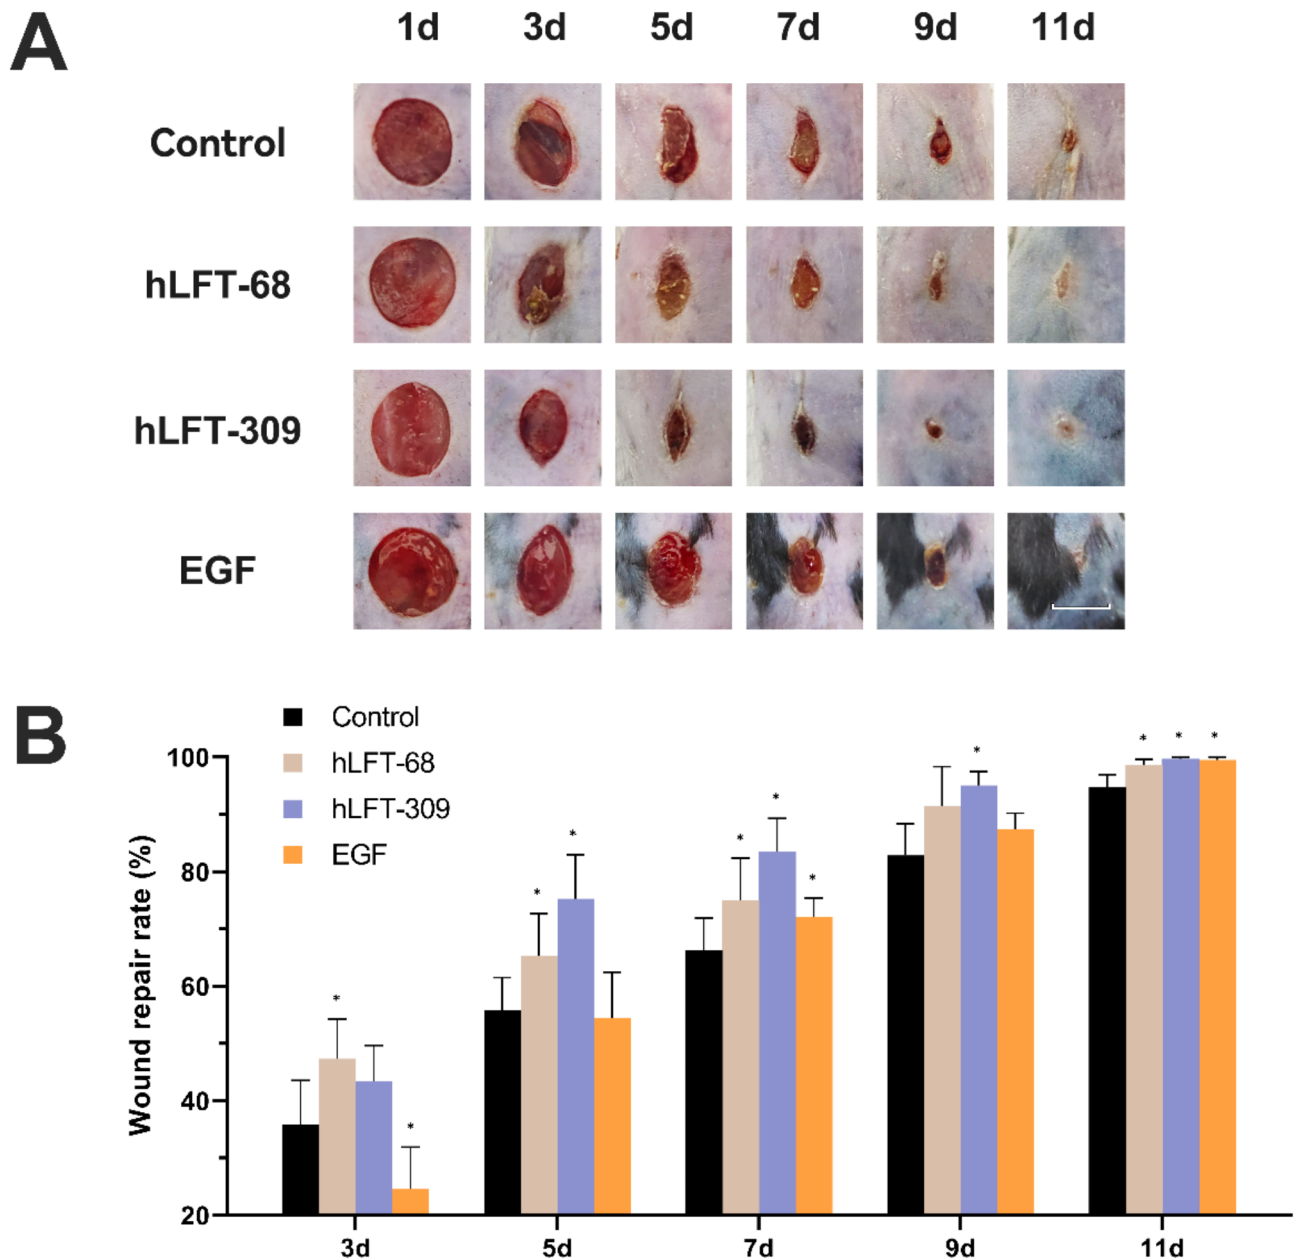 A
1d 3d 5d 7d 9d 11d
Control
hLFT-68
hLFT-309
EGF
B
Control
hLFT-68
hLFT-309
EGF
Wound repair rate (%)
100
80
60
40
20
* * * * * * * * * * *
3d 5d 7d 9d 11d